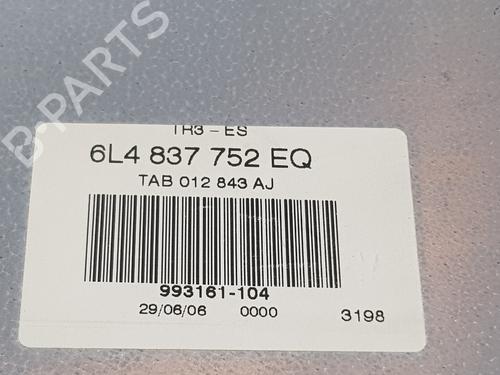 B-PARTS
TR3-ES
6L4 837 752 EQ
TAB 012 843 AJ
993161-104
29/06/06 0000 3198